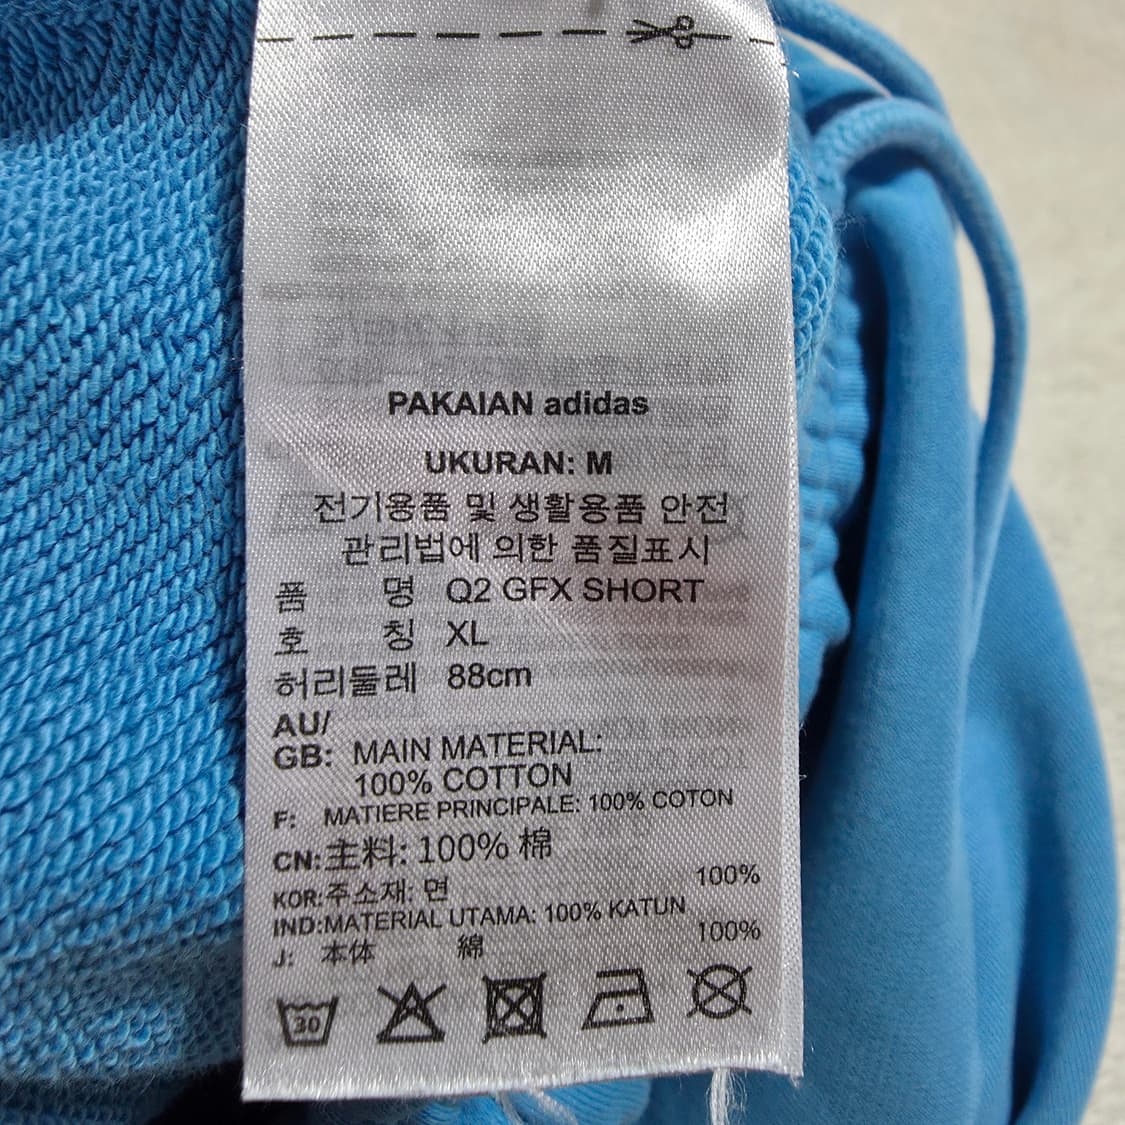 PAKAIAN adidas
UKURAN: M
전기용품 및 생활용품 안전
관리법에 의한 품질표시
품 명 Q2 GFX SHORT
호 칭 XL
허리둘레 88cm
AU/
GB: MAIN MATERIAL:
100% COTTON
F: MATIERE PRINCIPALE: 100% COTON
CN: 主料: 100% 棉
KOR: 주소재: 면 100%
IND: MATERIAL UTAMA: 100% KATUN
J: 本体 綿 100%
30